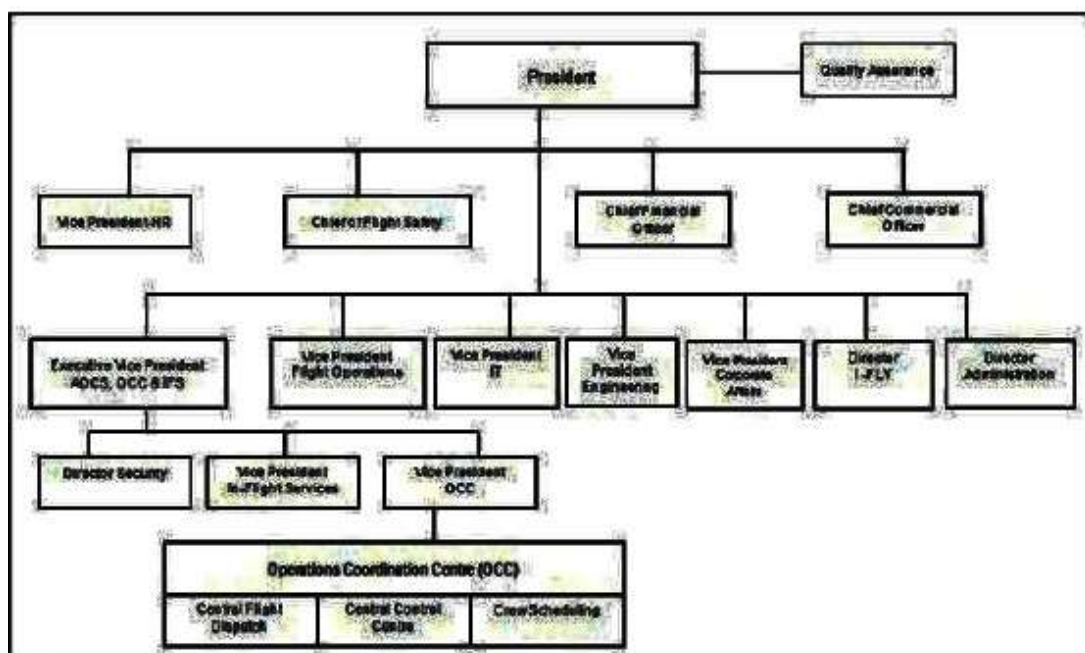 President
Quality Assurance
Vice President-HR
Chief of Flight Safety
Chief Financial
Officer
Chief Commercial
Officer
Executive Vice President
AOCS, OCC & IFS
Vice President
Flight Operations
Vice President
IT
Vice
President
Engineering
Vice President
Corporate
Affairs
Director
I-FLY
Director
Administration
Director Security
Vice President
In-Flight Services
Vice President
OCC
Operations Coordination Centre (OCC)
Central Flight
Dispatch
Central Control
Centre
Crew Scheduling